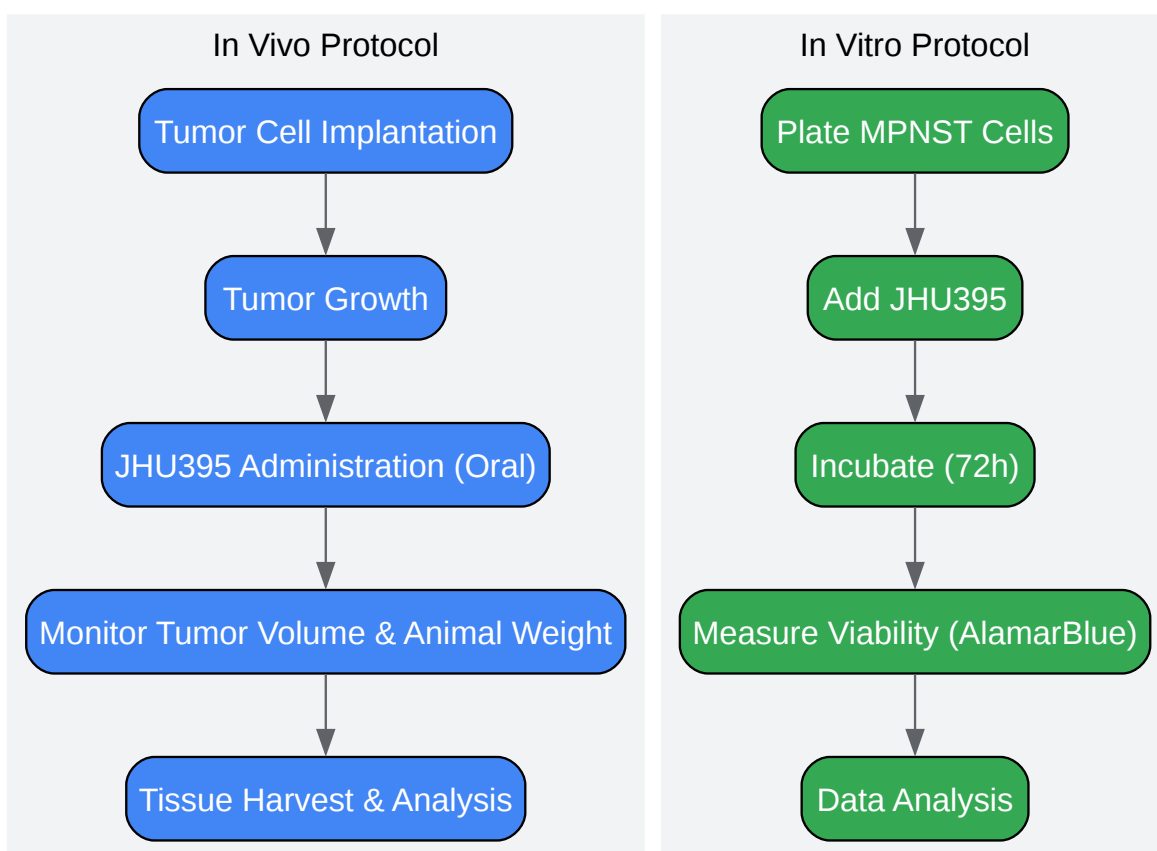 In Vivo Protocol
Tumor Cell Implantation
Tumor Growth
JHU395 Administration (Oral)
Monitor Tumor Volume & Animal Weight
Tissue Harvest & Analysis
In Vitro Protocol
Plate MPNST Cells
Add JHU395
Incubate (72h)
Measure Viability (AlamarBlue)
Data Analysis